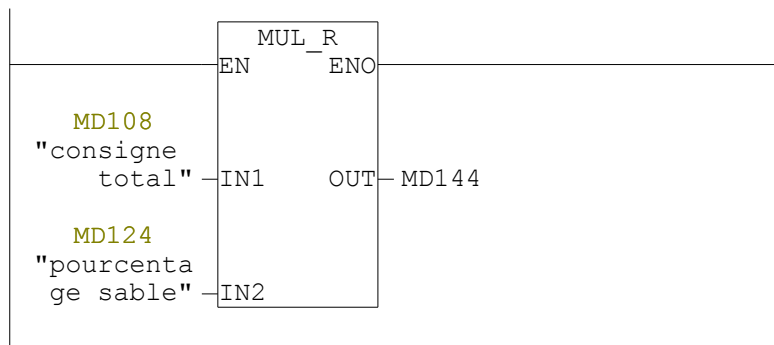 MUL_R
EN ENO
MD108
"consigne
total" IN1 OUT MD144
MD124
"pourcenta
ge sable" IN2